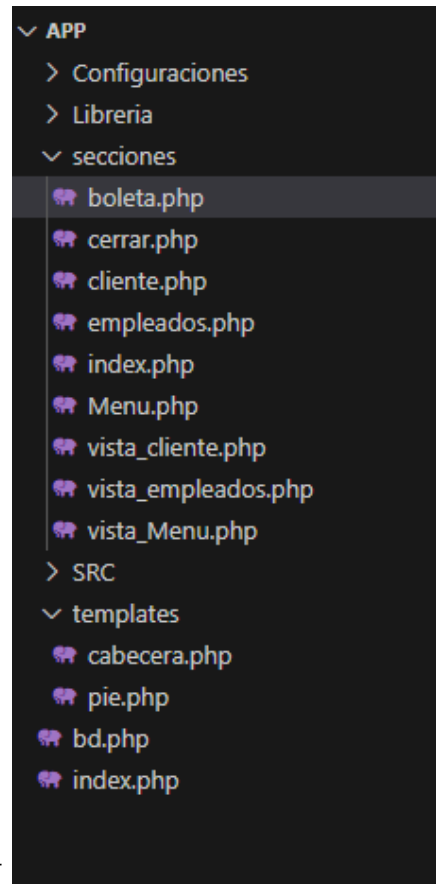 APP
Configuraciones
Libreria
secciones
boleta.php
cerrar.php
cliente.php
empleados.php
index.php
Menu.php
vista_cliente.php
vista_empleados.php
vista_Menu.php
SRC
templates
cabecera.php
pie.php
bd.php
index.php